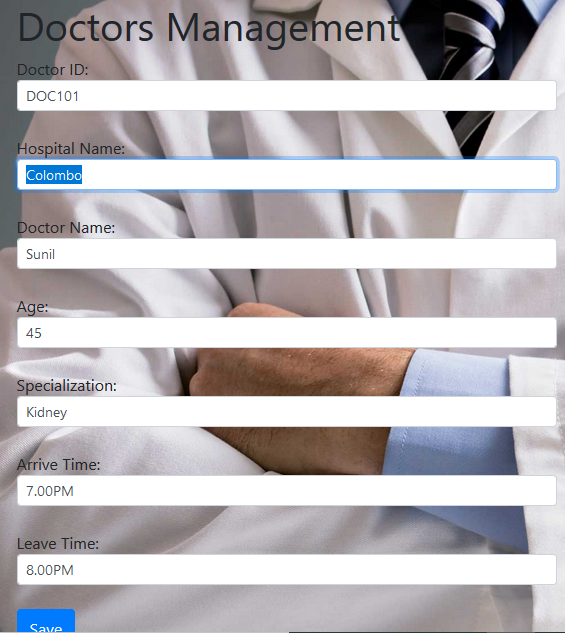 Doctors Management
Doctor ID:
DOC101
Hospital Name:
Colombo
Doctor Name:
Sunil
Age:
45
Specialization:
Kidney
Arrive Time:
7.00PM
Leave Time:
8.00PM
Save